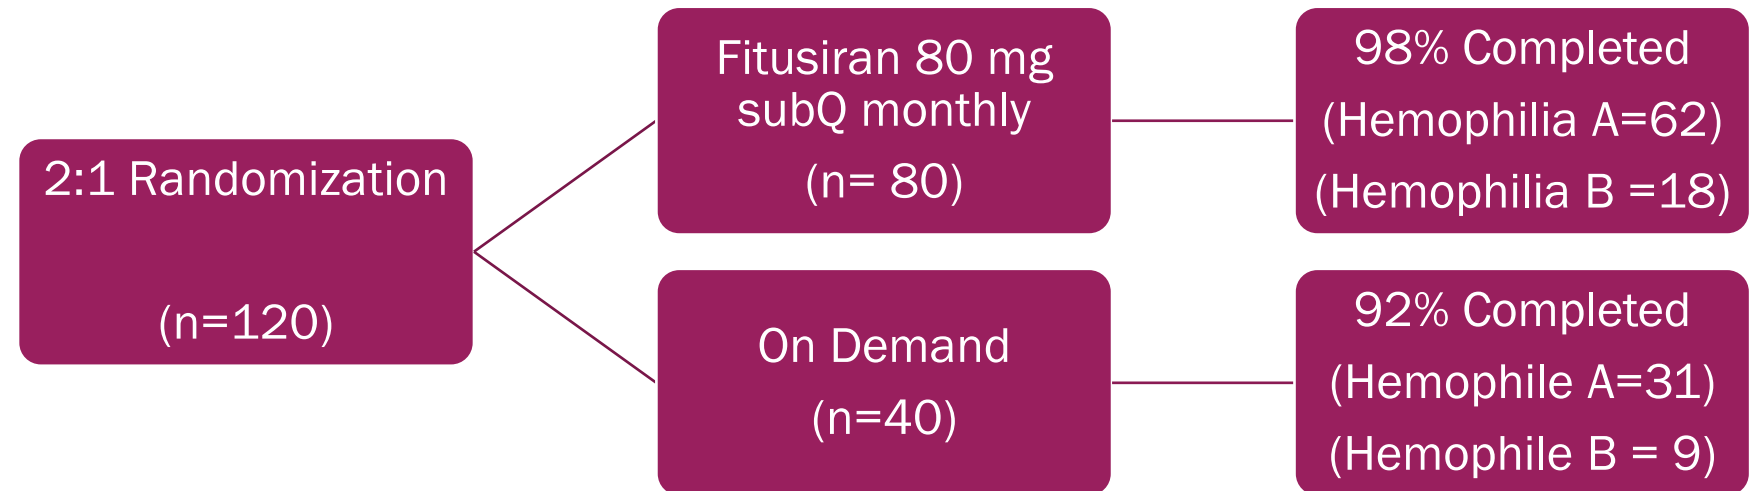 2:1 Randomization
(n=120)
Fitusiran 80 mg
subQ monthly
(n= 80)
98% Completed
(Hemophilia A=62)
(Hemophilia B =18)
On Demand
(n=40)
92% Completed
(Hemophile A=31)
(Hemophile B = 9)